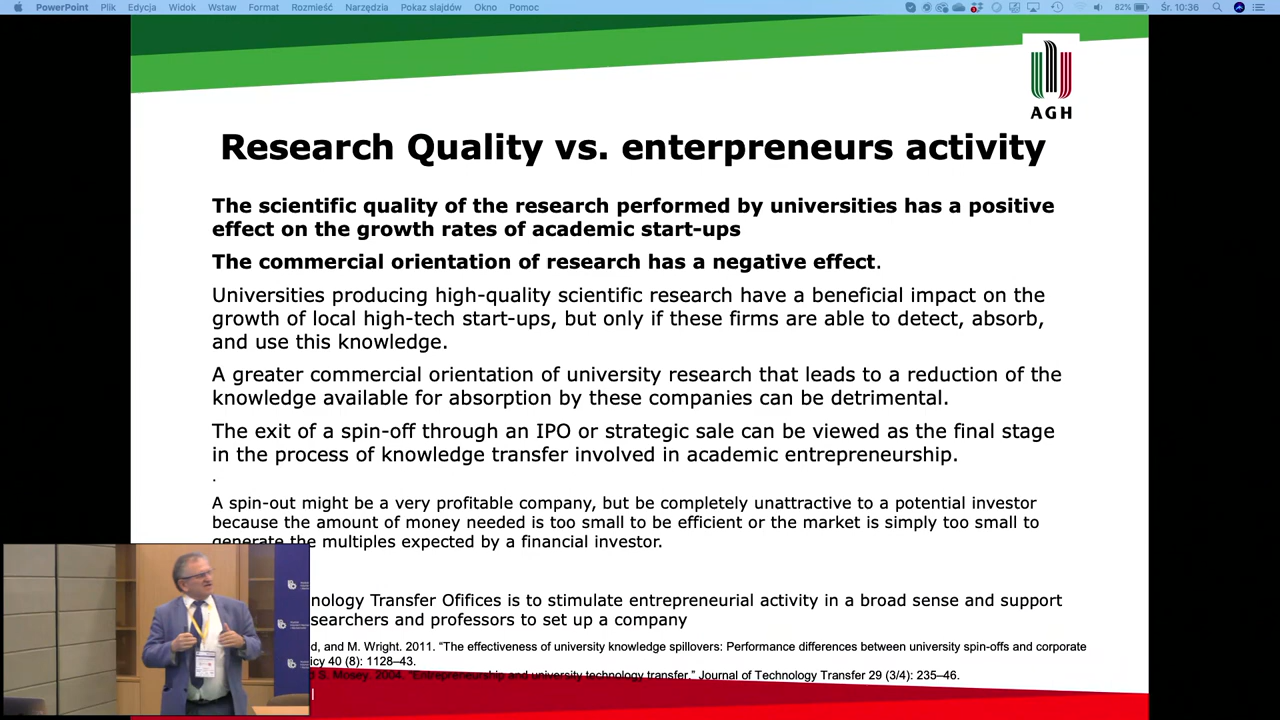 PowerPoint Plik Edycja Widok Wstaw Format Rozmieść Narzędzia Pokaz slajdów Okno Pomoc 82% Śr. 10:36
AGH
Research Quality vs. enterpreneurs activity
The scientific quality of the research performed by universities has a positive
effect on the growth rates of academic start-ups
The commercial orientation of research has a negative effect.
Universities producing high-quality scientific research have a beneficial impact on the
growth of local high-tech start-ups, but only if these firms are able to detect, absorb,
and use this knowledge.
A greater commercial orientation of university research that leads to a reduction of the
knowledge available for absorption by these companies can be detrimental.
The exit of a spin-off through an IPO or strategic sale can be viewed as the final stage
in the process of knowledge transfer involved in academic entrepreneurship.
.
A spin-out might be a very profitable company, but be completely unattractive to a potential investor
because the amount of money needed is too small to be efficient or the market is simply too small to
generate the multiples expected by a financial investor.
nology Transfer Ofifices is to stimulate entrepreneurial activity in a broad sense and support
searchers and professors to set up a company
d, and M. Wright. 2011. "The effectiveness of university knowledge spillovers: Performance differences between university spin-offs and corporate
icy 40 (8): 1128–43.
S. Mosey. 2004. "Entrepreneurship and university technology transfer." Journal of Technology Transfer 29 (3/4): 235–46.